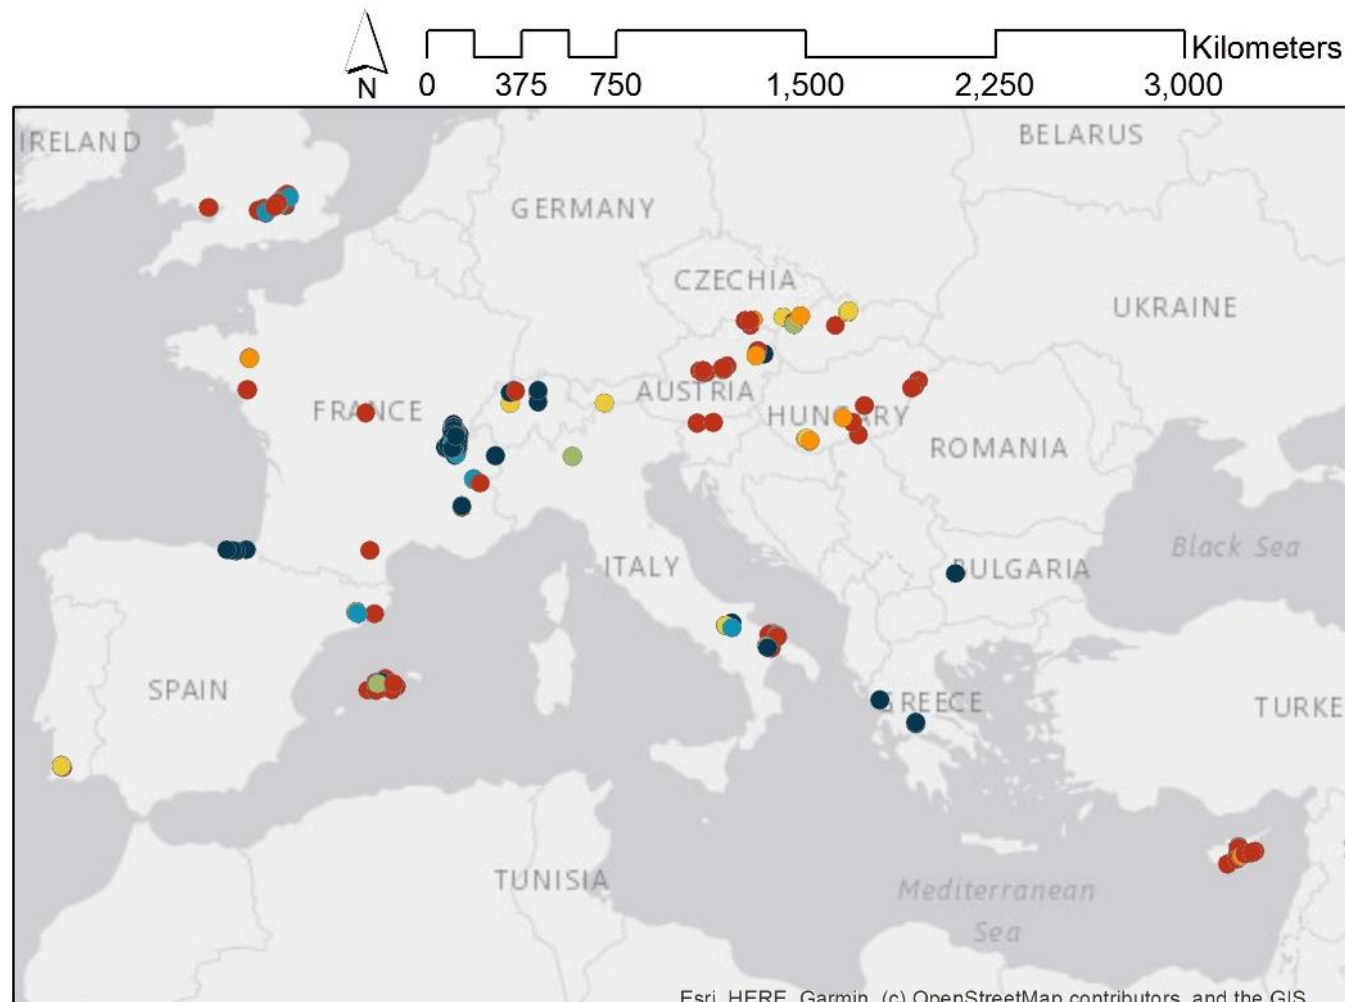 Kilometers
N 0 375 750 1,500 2,250 3,000
IRELAND
BELARUS
GERMANY
CZECHIA
UKRAINE
AUSTRIA
FRANCE
HUNGARY
ROMANIA
Black Sea
ITALY
BULGARIA
SPAIN
GREECE
TURKE
TUNISIA
Mediterranean
Sea
Esri, HERE, Garmin, (c) OpenStreetMap contributors, and the GIS